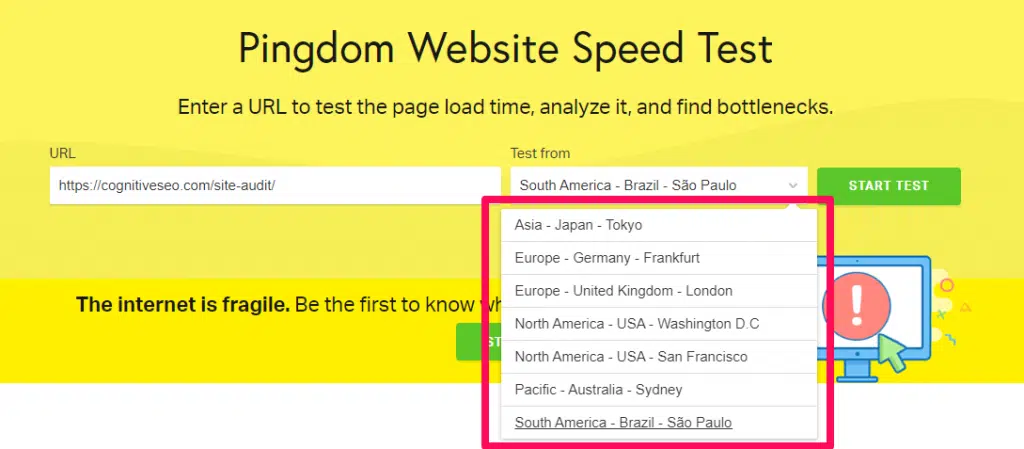 Pingdom Website Speed Test
Enter a URL to test the page load time, analyze it, and find bottlenecks.
URL
Test from
https://cognitiveseo.com/site-audit/
South America - Brazil - São Paulo
START TEST
Asia - Japan - Tokyo
Europe - Germany - Frankfurt
Europe - United Kingdom - London
North America - USA - Washington D.C
North America - USA - San Francisco
Pacific - Australia - Sydney
South America - Brazil - São Paulo
The internet is fragile. Be the first to know